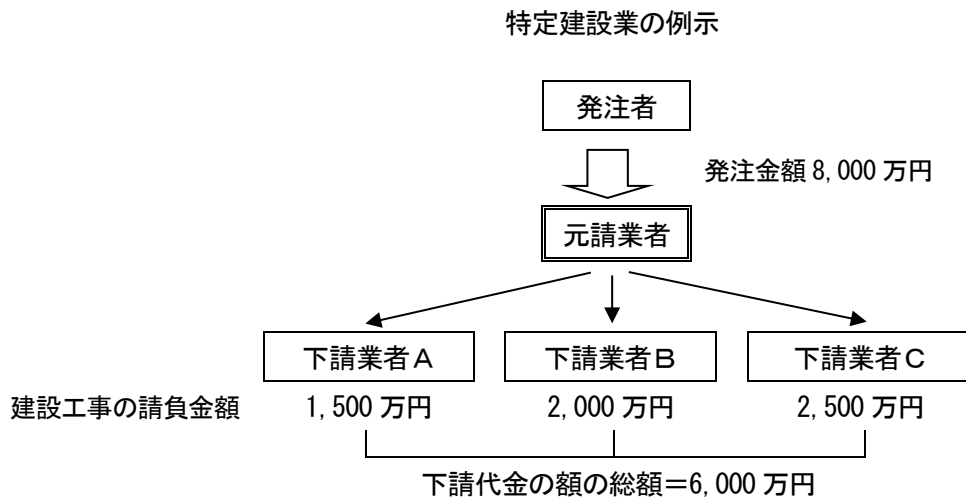 特定建設業の例示
発注者
発注金額 8,000 万円
元請業者
下請業者Ａ 下請業者Ｂ 下請業者Ｃ
建設工事の請負金額 1,500 万円 2,000 万円 2,500 万円
下請代金の額の総額＝6,000 万円